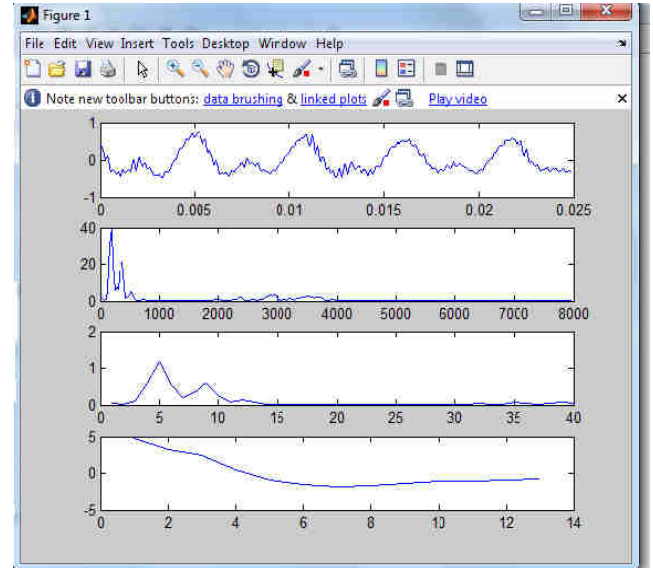 Figure 1
File Edit View Insert Tools Desktop Window Help
Note new toolbar buttons: data brushing & linked plots Play video
1
0
-1
0 0.005 0.01 0.015 0.02 0.025
40
20
0
0 1000 2000 3000 4000 5000 6000 7000 8000
2
1
0
0 5 10 15 20 25 30 35 40
5
0
-5
0 2 4 6 8 10 12 14